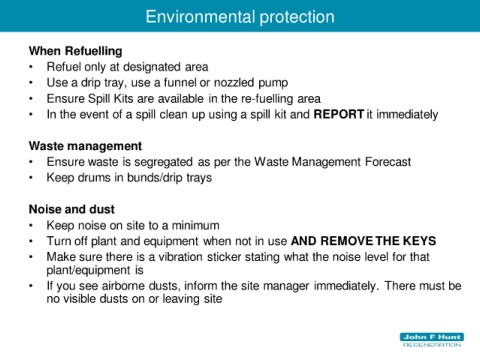 Environmental protection
When Refuelling
• Refuel only at designated area
• Use a drip tray, use a funnel or nozzled pump
• Ensure Spill Kits are available in the re-fuelling area
• In the event of a spill clean up using a spill kit and REPORT it immediately
Waste management
• Ensure waste is segregated as per the Waste Management Forecast
• Keep drums in bunds/drip trays
Noise and dust
• Keep noise on site to a minimum
• Turn off plant and equipment when not in use AND REMOVE THE KEYS
• Make sure there is a vibration sticker stating what the noise level for that
plant/equipment is
• If you see airborne dusts, inform the site manager immediately. There must be
no visible dusts on or leaving site
John F Hunt
REGENERATION